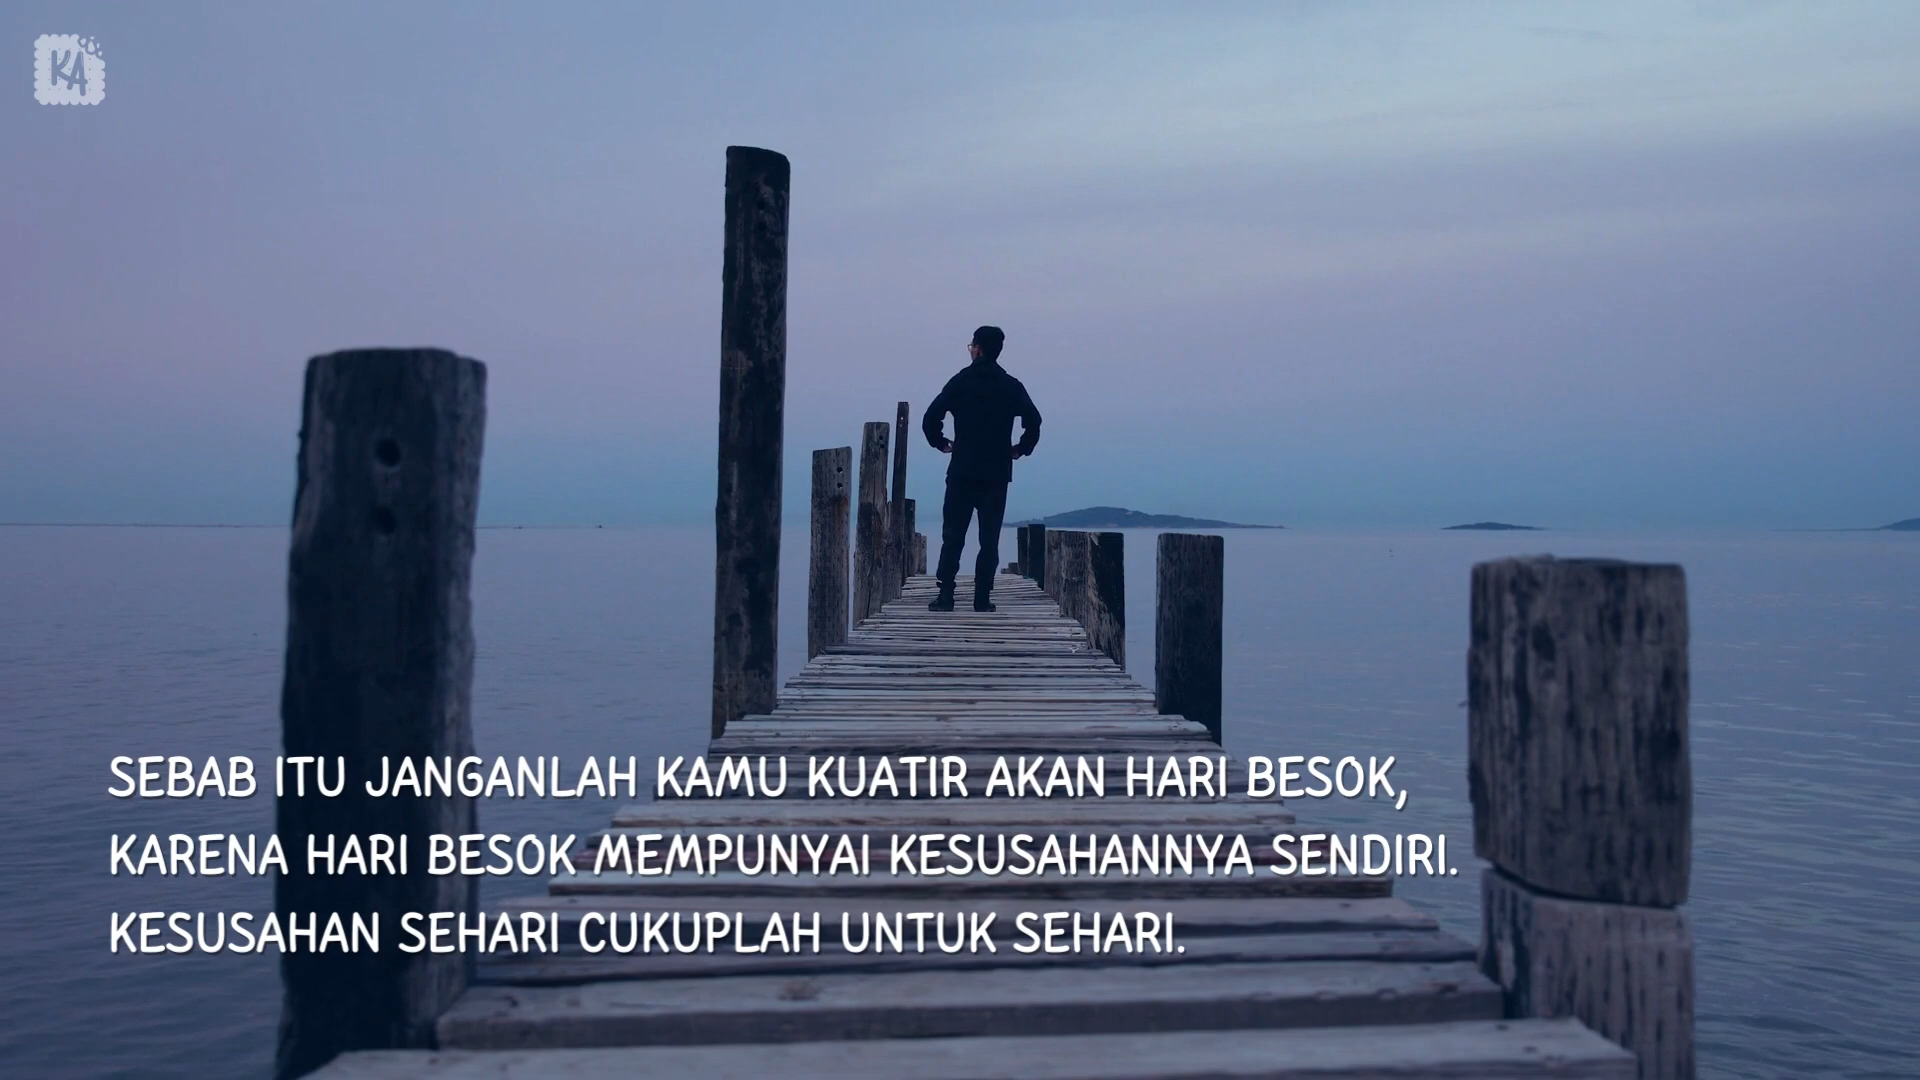 KA
SEBAB ITU JANGANLAH KAMU KUATIR AKAN HARI BESOK,
KARENA HARI BESOK MEMPUNYAI KESUSAHANNYA SENDIRI.
KESUSAHAN SEHARI CUKUPLAH UNTUK SEHARI.